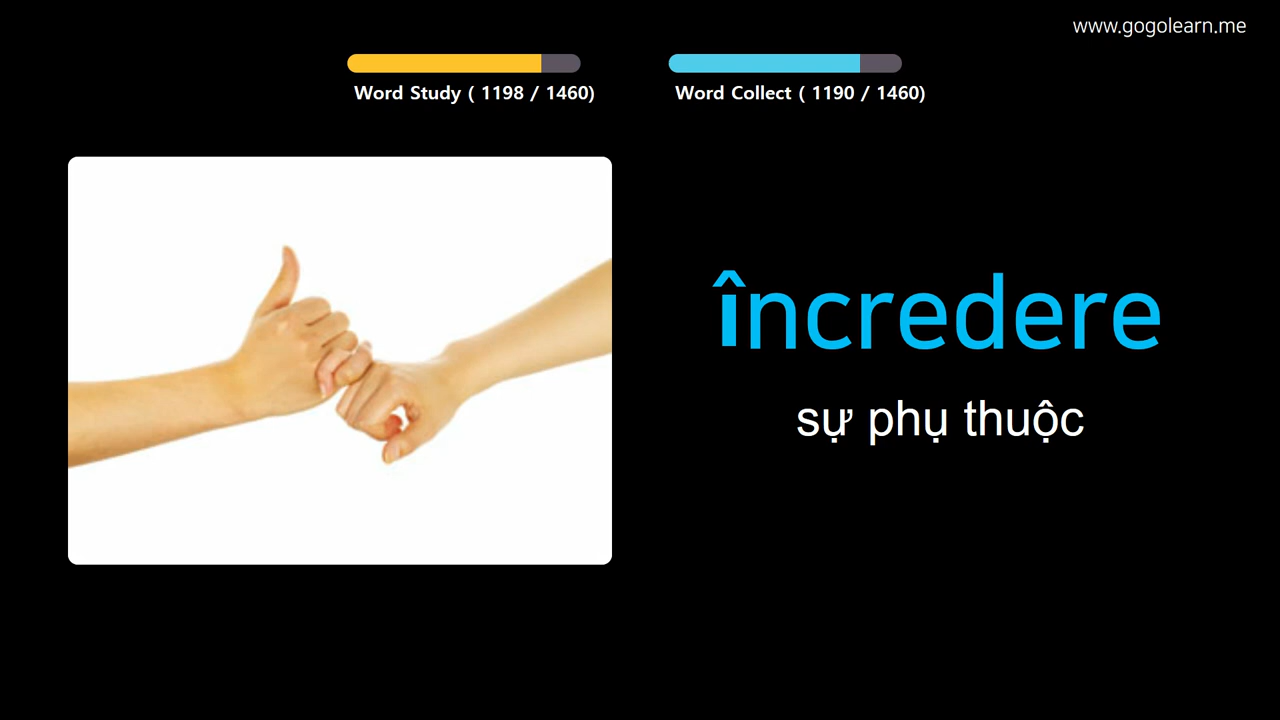 www.gogolearn.me
Word Study ( 1198 / 1460)
Word Collect ( 1190 / 1460)
încredere
sự phụ thuộc